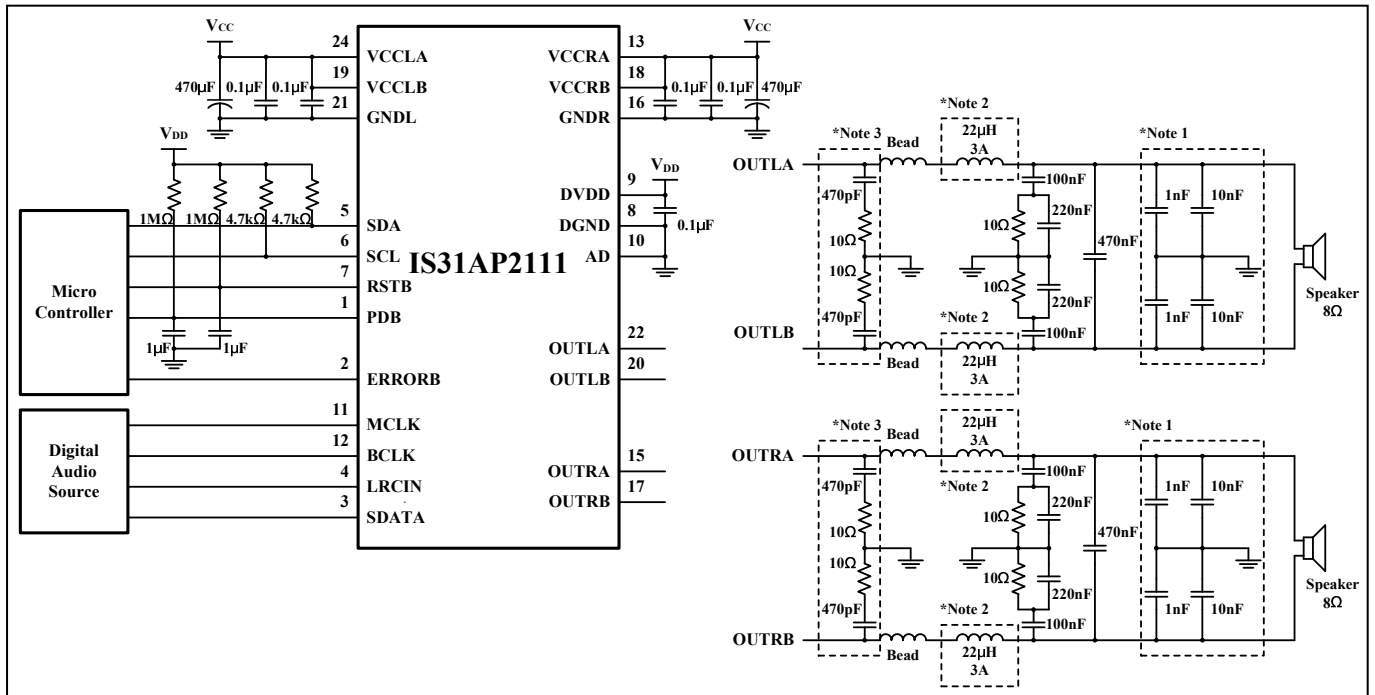 VCC
24
VCCLA
470µF
0.1µF
0.1µF
19
VCCLB
21
GNDL
VDD
1MΩ
1MΩ
4.7kΩ
4.7kΩ
Micro
Controller
5
SDA
6
SCL
7
RSTB
1
PDB
1µF
1µF
2
ERRORB
Digital
Audio
Source
11
MCLK
12
BCLK
4
LRCIN
3
SDATA
IS31AP2111
VCC
13
VCCRA
18
VCCRB
0.1µF
0.1µF
470µF
16
GNDR
VDD
9
DVDD
8
DGND
0.1µF
10
AD
22
OUTLA
20
OUTLB
15
OUTRA
17
OUTRB
*Note 2
22µH
3A
*Note 3
Bead
*Note 1
OUTLA
470pF
10Ω
10Ω
470pF
100nF
10Ω
220nF
10Ω
220nF
100nF
470nF
1nF
10nF
1nF
10nF
Speaker
8Ω
*Note 2
OUTLB
Bead
22µH
3A
*Note 3
Bead
22µH
3A
*Note 1
OUTRA
*Note 2
470pF
10Ω
10Ω
470pF
100nF
10Ω
220nF
10Ω
220nF
100nF
470nF
1nF
10nF
1nF
10nF
Speaker
8Ω
*Note 2
OUTRB
Bead
22µH
3A